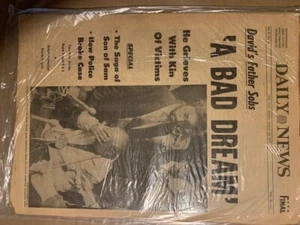 DAILY NEWS
FINAL
David's Father Sobs
'A BAD DREAM'
He Grieves
With Kin
Of Victims
SPECIAL
• The Saga of
Son of Sam
• How Police
Broke Case